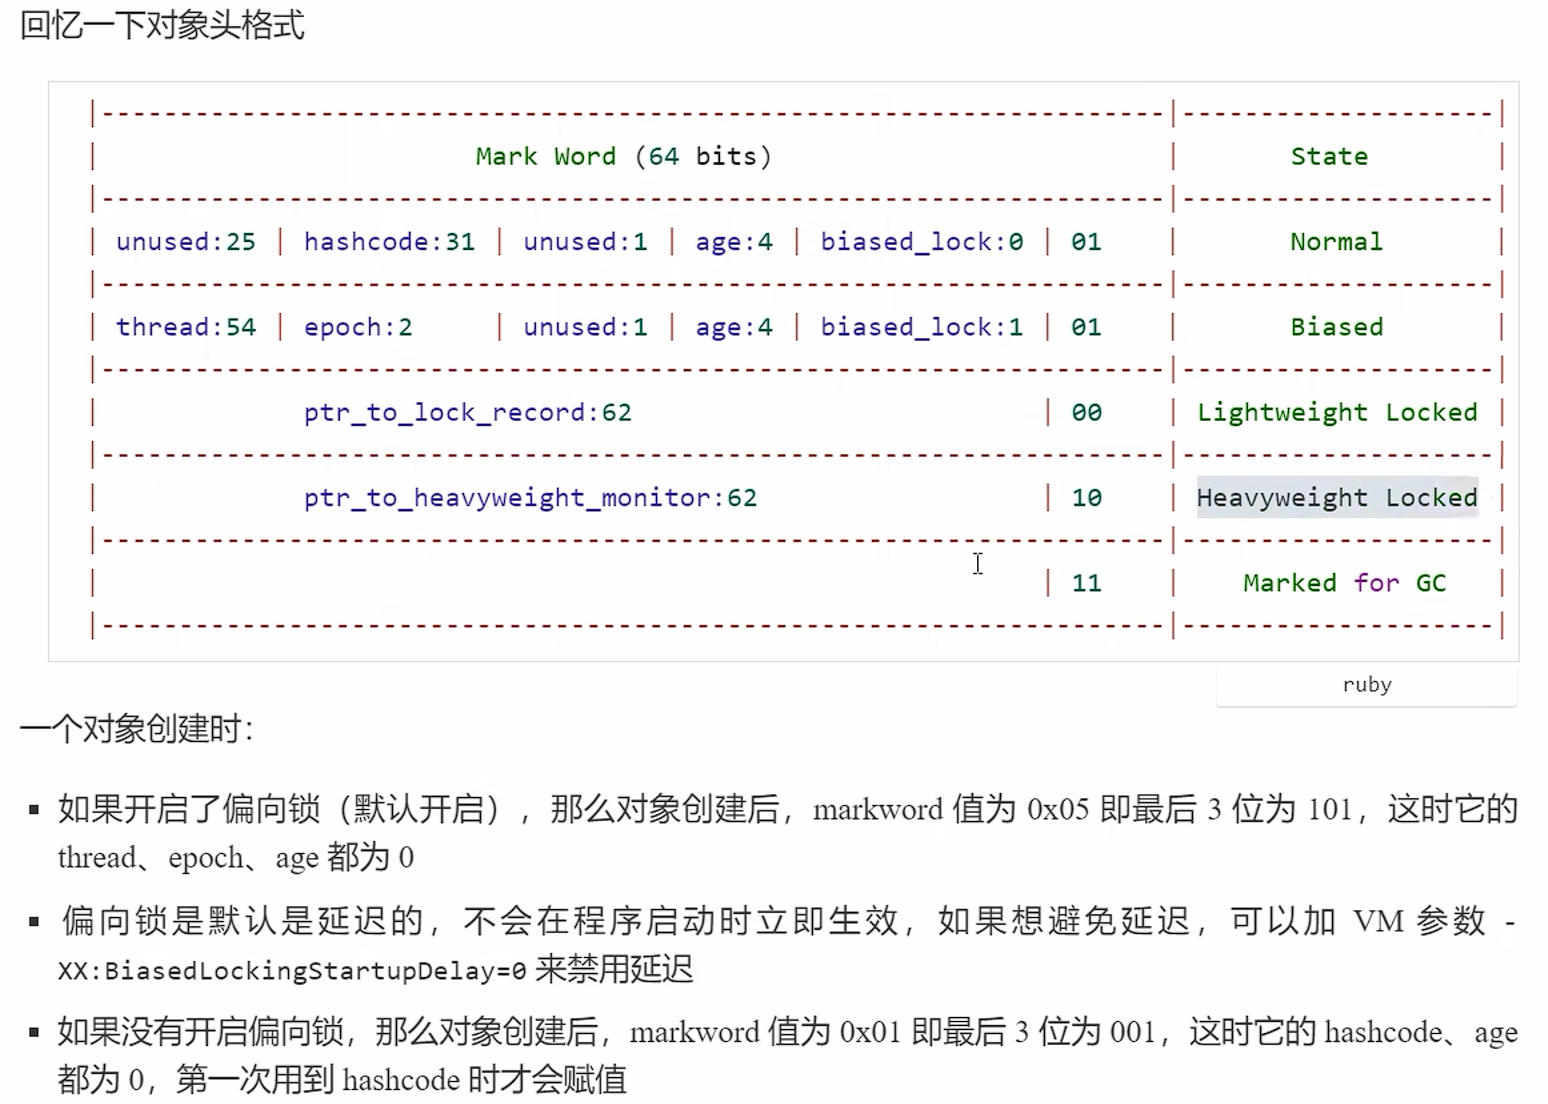 回忆一下对象头格式
|--------------------------------------------------------------------|--------------------|
| Mark Word (64 bits) | State |
|--------------------------------------------------------------------|--------------------|
| unused:25 | hashcode:31 | unused:1 | age:4 | biased_lock:0 | 01 | Normal |
|--------------------------------------------------------------------|--------------------|
| thread:54 | epoch:2 | unused:1 | age:4 | biased_lock:1 | 01 | Biased |
|--------------------------------------------------------------------|--------------------|
| ptr_to_lock_record:62 | 00 | Lightweight Locked |
|--------------------------------------------------------------------|--------------------|
| ptr_to_heavyweight_monitor:62 | 10 | Heavyweight Locked |
|--------------------------------------------------------------------|--------------------|
| | 11 | Marked for GC |
|--------------------------------------------------------------------|--------------------|
ruby
一个对象创建时：
▪ 如果开启了偏向锁（默认开启），那么对象创建后，markword 值为 0x05 即最后 3 位为 101，这时它的
thread、epoch、age 都为 0
▪ 偏向锁是默认是延迟的，不会在程序启动时立即生效，如果想避免延迟，可以加 VM 参数 -
XX:BiasedLockingStartupDelay=0 来禁用延迟
▪ 如果没有开启偏向锁，那么对象创建后，markword 值为 0x01 即最后 3 位为 001，这时它的 hashcode、age
都为 0，第一次用到 hashcode 时才会赋值